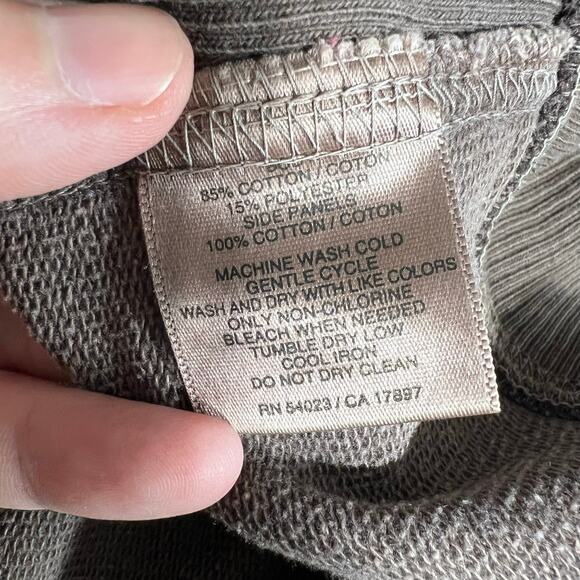 85% COTTON / COTON
15% POLYESTER
SIDE PANELS
100% COTTON / COTON
MACHINE WASH COLD
GENTLE CYCLE
WASH AND DRY WITH LIKE COLORS
ONLY NON-CHLORINE
BLEACH WHEN NEEDED
TUMBLE DRY LOW
COOL IRON
DO NOT DRY CLEAN
RN 54023 / CA 17897